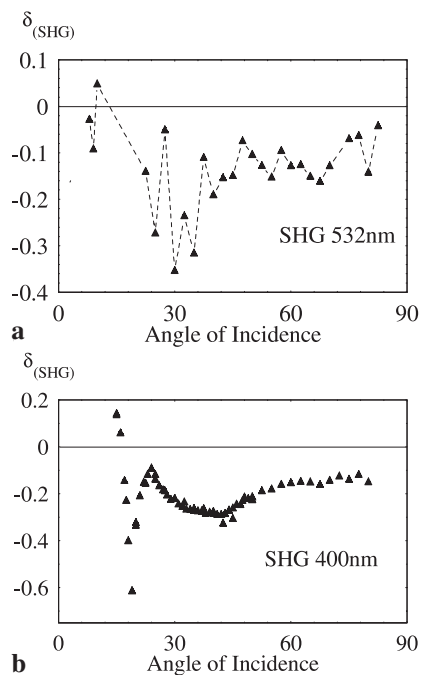 δ(SHG)
a
0.1
0
-0.1
-0.2
-0.3
-0.4
SHG 532nm
0
30
60
90
Angle of Incidence
δ(SHG)
b
0.2
0
-0.2
-0.4
-0.6
SHG 400nm
0
30
60
90
Angle of Incidence